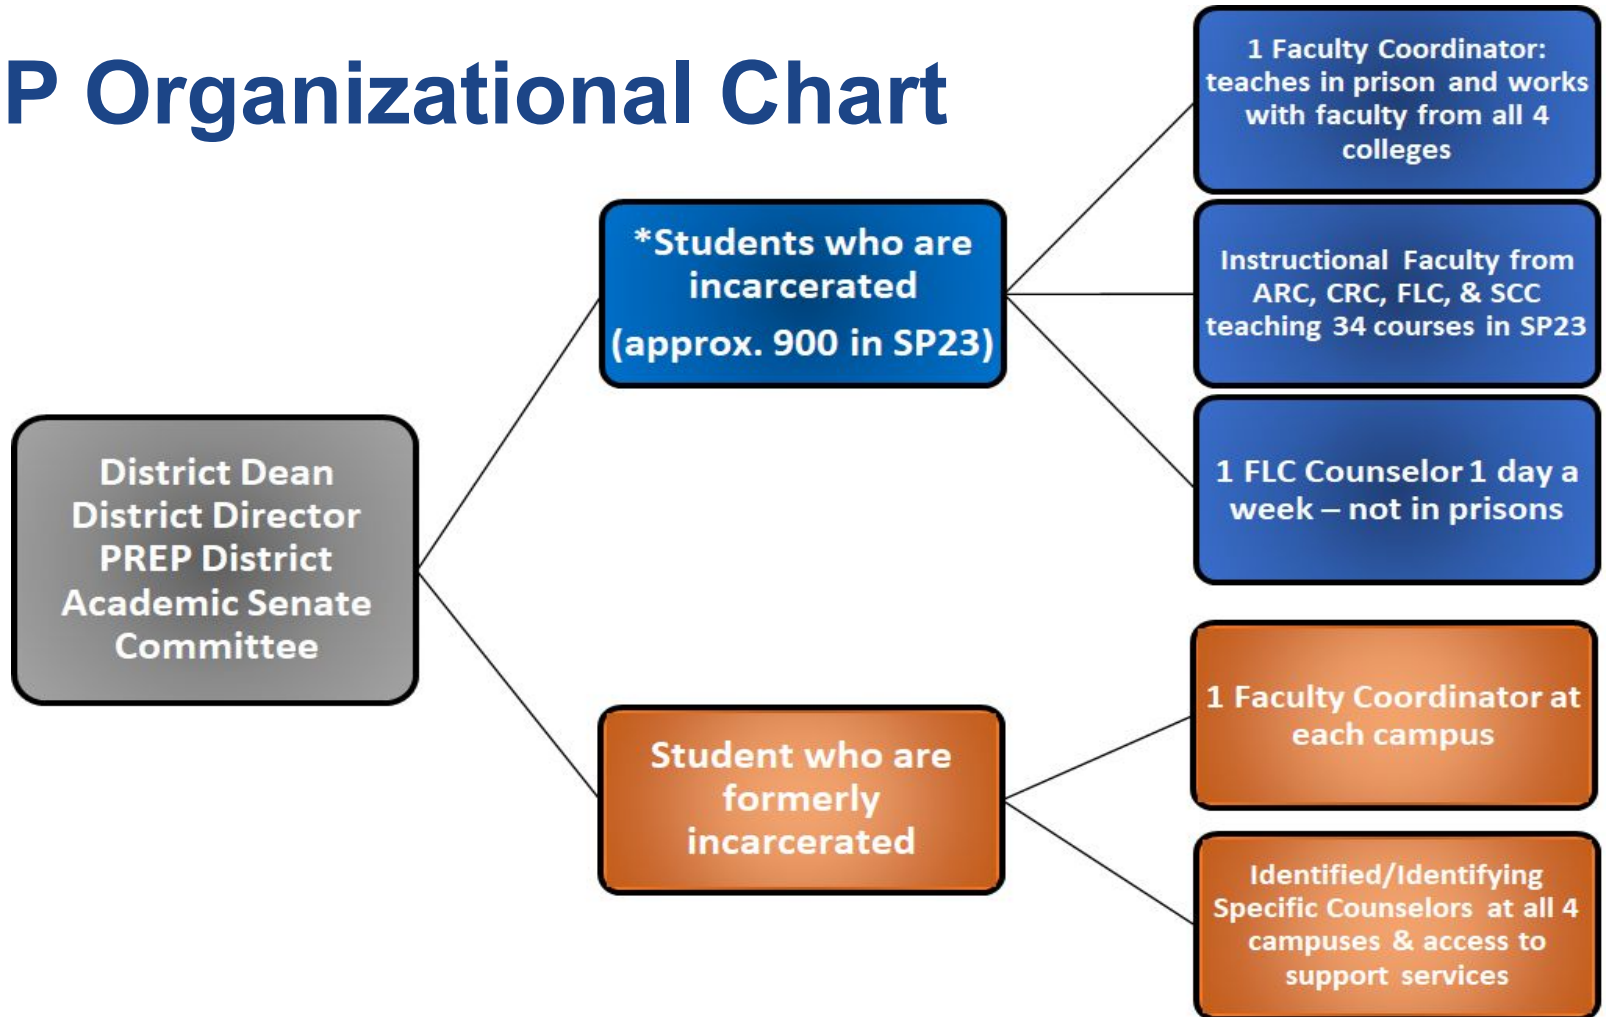 P Organizational Chart
1 Faculty Coordinator:
teaches in prison and works
with faculty from all 4
colleges
*Students who are
incarcerated
(approx. 900 in SP23)
Instructional Faculty from
ARC, CRC, FLC, & SCC
teaching 34 courses in SP23
1 FLC Counselor 1 day a
week – not in prisons
District Dean
District Director
PREP District
Academic Senate
Committee
Student who are
formerly
incarcerated
1 Faculty Coordinator at
each campus
Identified/Identifying
Specific Counselors at all 4
campuses & access to
support services